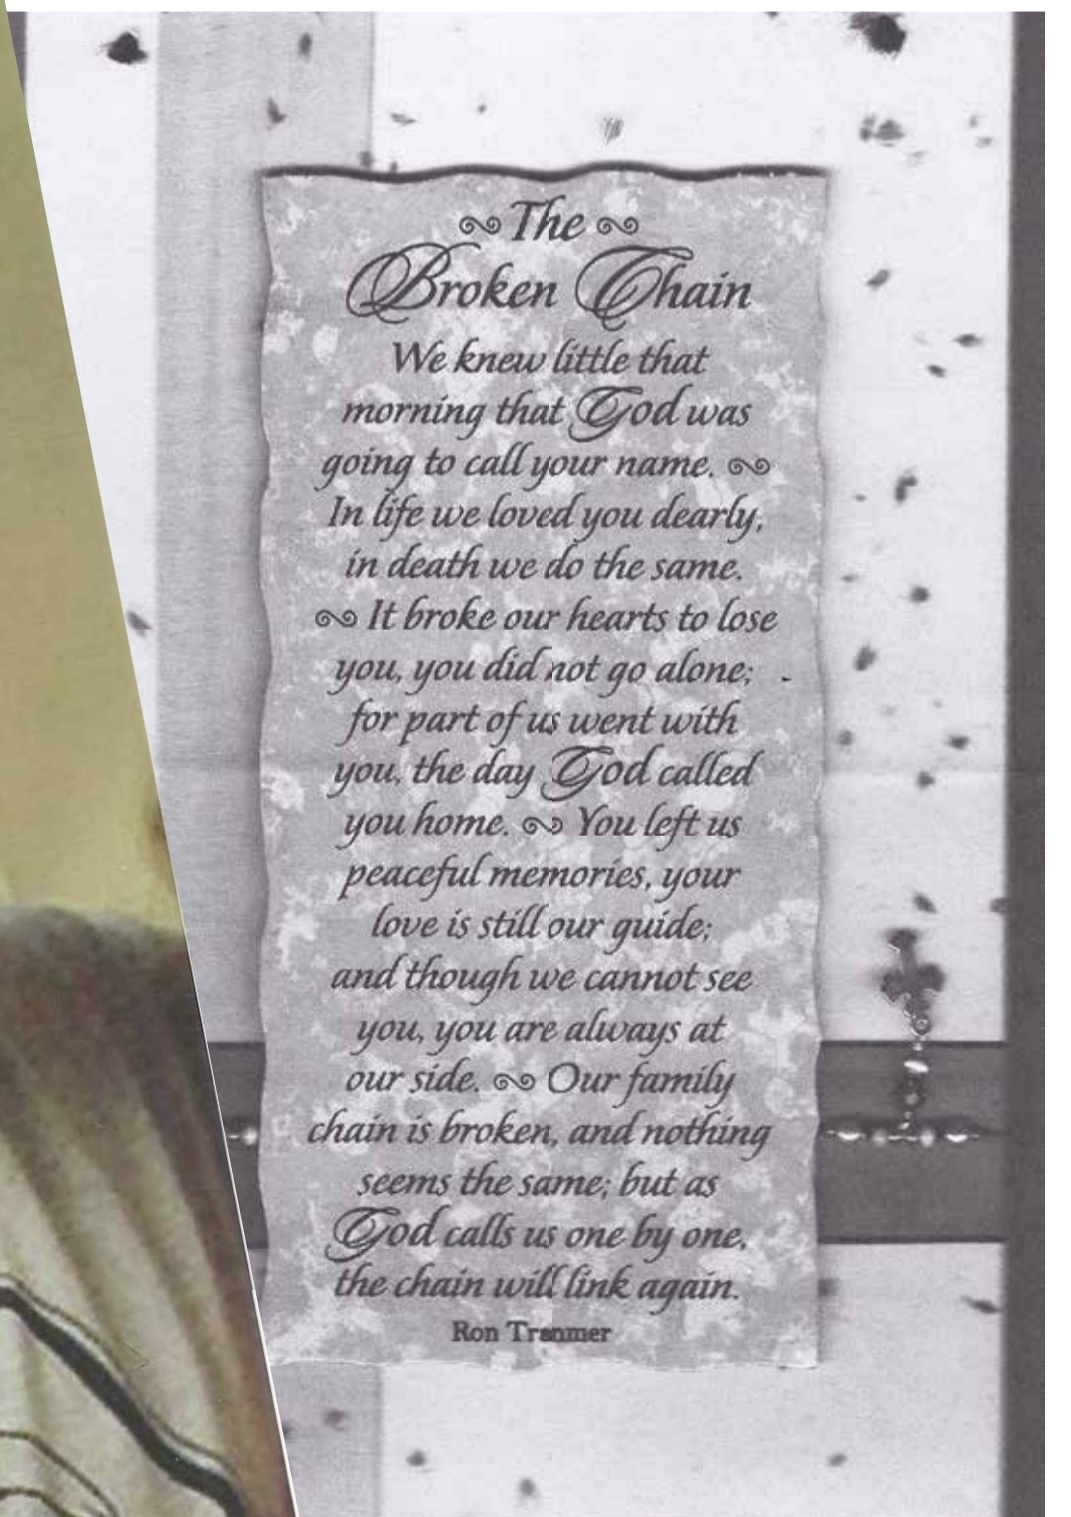 The
Broken Chain
We knew little that
morning that God was
going to call your name.
In life we loved you dearly,
in death we do the same.
It broke our hearts to lose
you, you did not go alone;
for part of us went with
you, the day God called
you home. You left us
peaceful memories, your
love is still our guide;
and though we cannot see
you, you are always at
our side. Our family
chain is broken, and nothing
seems the same; but as
God calls us one by one,
the chain will link again.
Ron Tranmer